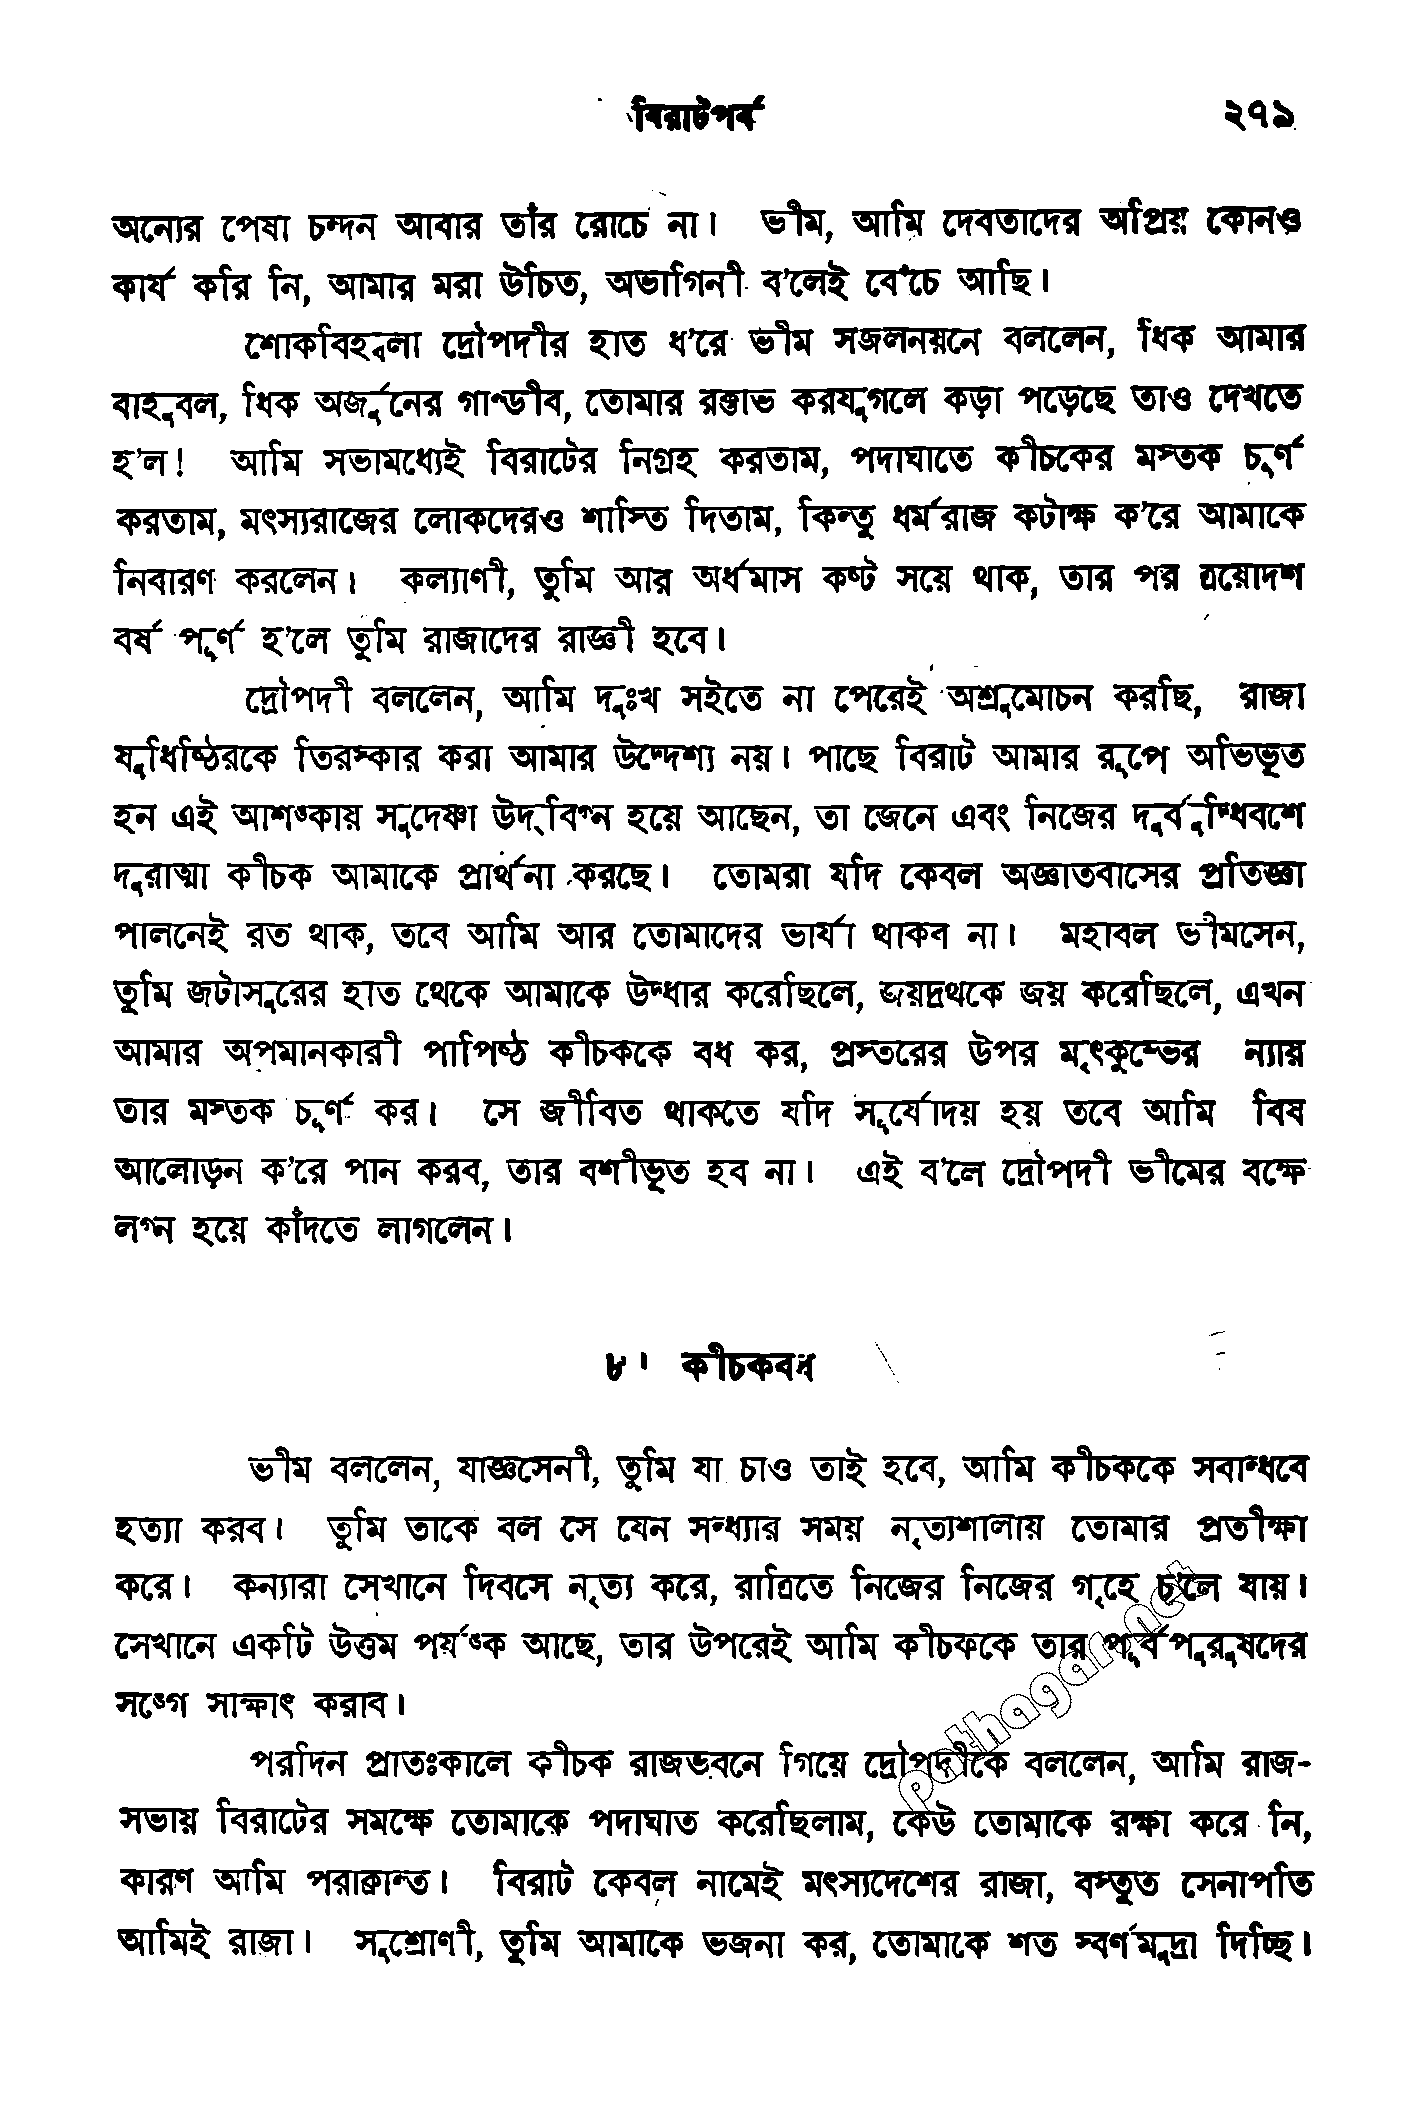 বিরাটপর্ব ২৭৯
অন্যের পেষা চন্দন আবার তাঁর রোচে না। ভীম, আমি দেবতাদের অপ্রিয় কোনও
কার্য করি নি, আমার মরা উচিত, অভাগিনী ব'লেই বেঁচে আছি।
শোকবিহ্বলা দ্রৌপদীর হাত ধ'রে ভীম সজলনয়নে বললেন, ধিক আমার
বাহুবল, ধিক অর্জুনের গাণ্ডীব, তোমার রক্তাভ করযুগলে কড়া পড়েছে তাও দেখতে
হ'ল! আমি সভামধ্যেই বিরাটের নিগ্রহ করতাম, পদাঘাতে কীচকের মস্তক চূর্ণ
করতাম, মৎস্যরাজের লোকদেরও শাস্তি দিতাম, কিন্তু ধর্মরাজ কটাক্ষ ক'রে আমাকে
নিবারণ করলেন। কল্যাণী, তুমি আর অর্ধমাস কষ্ট সয়ে থাক, তার পর ত্রয়োদশ
বর্ষ পূর্ণ হ'লে তুমি রাজাদের রাজ্ঞী হবে।
দ্রৌপদী বললেন, আমি দুঃখ সইতে না পেরেই অশ্রুমোচন করছি, রাজা
যুধিষ্ঠিরকে তিরস্কার করা আমার উদ্দেশ্য নয়। পাছে বিরাট আমার রূপে অভিভূত
হন এই আশঙ্কায় সুদেষ্ণা উদ্‌বিগ্ন হয়ে আছেন, তা জেনে এবং নিজের দুর্বুদ্ধিবশে
দুরাত্মা কীচক আমাকে প্রার্থনা করছে। তোমরা যদি কেবল অজ্ঞাতবাসের প্রতিজ্ঞা
পালনেই রত থাক, তবে আমি আর তোমাদের ভার্যা থাকব না। মহাবল ভীমসেন,
তুমি জটাসুরের হাত থেকে আমাকে উদ্ধার করেছিলে, জয়দ্রথকে জয় করেছিলে, এখন
আমার অপমানকারী পাপিষ্ঠ কীচককে বধ কর, প্রস্তরের উপর মৃৎকুম্ভের ন্যায়
তার মস্তক চূর্ণ কর। সে জীবিত থাকতে যদি সূর্যোদয় হয় তবে আমি বিষ
আলোড়ন ক'রে পান করব, তার বশীভূত হব না। এই ব'লে দ্রৌপদী ভীমের বক্ষে
লগ্ন হয়ে কাঁদতে লাগলেন।
৮। কীচকবধ
ভীম বললেন, যাজ্ঞসেনী, তুমি যা চাও তাই হবে, আমি কীচককে সবান্ধবে
হত্যা করব। তুমি তাকে বল সে যেন সন্ধ্যার সময় নৃত্যশালায় তোমার প্রতীক্ষা
করে। কন্যারা সেখানে দিবসে নৃত্য করে, রাত্রিতে নিজের নিজের গৃহে চ'লে যায়।
সেখানে একটি উত্তম পর্যঙ্ক আছে, তার উপরেই আমি কীচককে তার পূর্বপুরুষদের
সঙ্গে সাক্ষাৎ করাব।
পরদিন প্রাতঃকালে কীচক রাজভবনে গিয়ে দ্রৌপদীকে বললেন, আমি রাজ-
সভায় বিরাটের সমক্ষে তোমাকে পদাঘাত করেছিলাম, কেউ তোমাকে রক্ষা করে নি,
কারণ আমি পরাক্রান্ত। বিরাট কেবল নামেই মৎস্যদেশের রাজা, বস্তুত সেনাপতি
আমিই রাজা। সুশ্রোণী, তুমি আমাকে ভজনা কর, তোমাকে শত স্বর্ণমুদ্রা দিচ্ছি।
pathagar.net